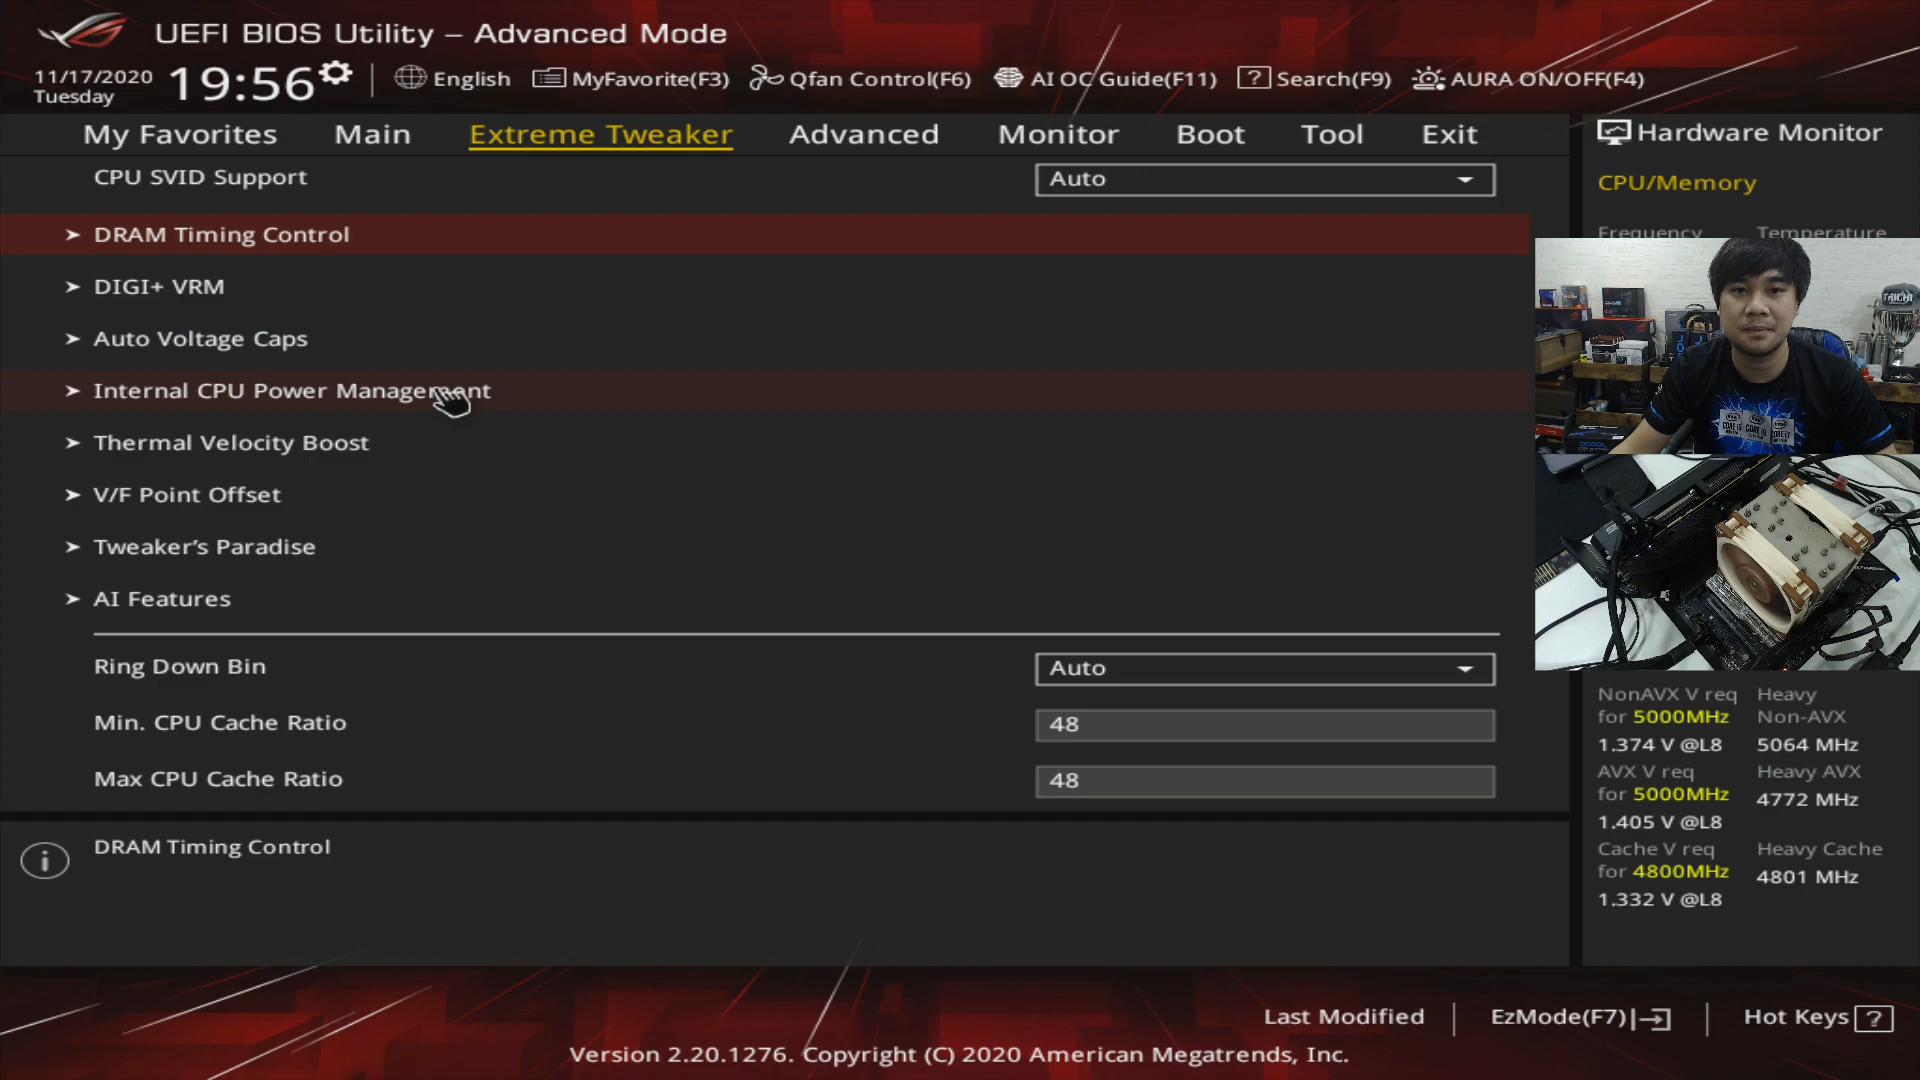 UEFI BIOS Utility – Advanced Mode
11/17/2020
Tuesday
19:56
English
MyFavorite(F3)
Qfan Control(F6)
AI OC Guide(F11)
Search(F9)
AURA ON/OFF(F4)
My Favorites
Main
Extreme Tweaker
Advanced
Monitor
Boot
Tool
Exit
Hardware Monitor
CPU SVID Support
Auto
DRAM Timing Control
DIGI+ VRM
Auto Voltage Caps
Internal CPU Power Management
Thermal Velocity Boost
V/F Point Offset
Tweaker's Paradise
AI Features
Ring Down Bin
Auto
Min. CPU Cache Ratio
48
Max CPU Cache Ratio
48
CPU/Memory
Frequency
Temperature
TAICHI
NonAVX V req
for 5000MHz
1.374 V @L8
Heavy
Non-AVX
5064 MHz
AVX V req
for 5000MHz
1.405 V @L8
Heavy AVX
4772 MHz
Cache V req
for 4800MHz
1.332 V @L8
Heavy Cache
4801 MHz
DRAM Timing Control
Last Modified
EzMode(F7)
Hot Keys ?
Version 2.20.1276. Copyright (C) 2020 American Megatrends, Inc.